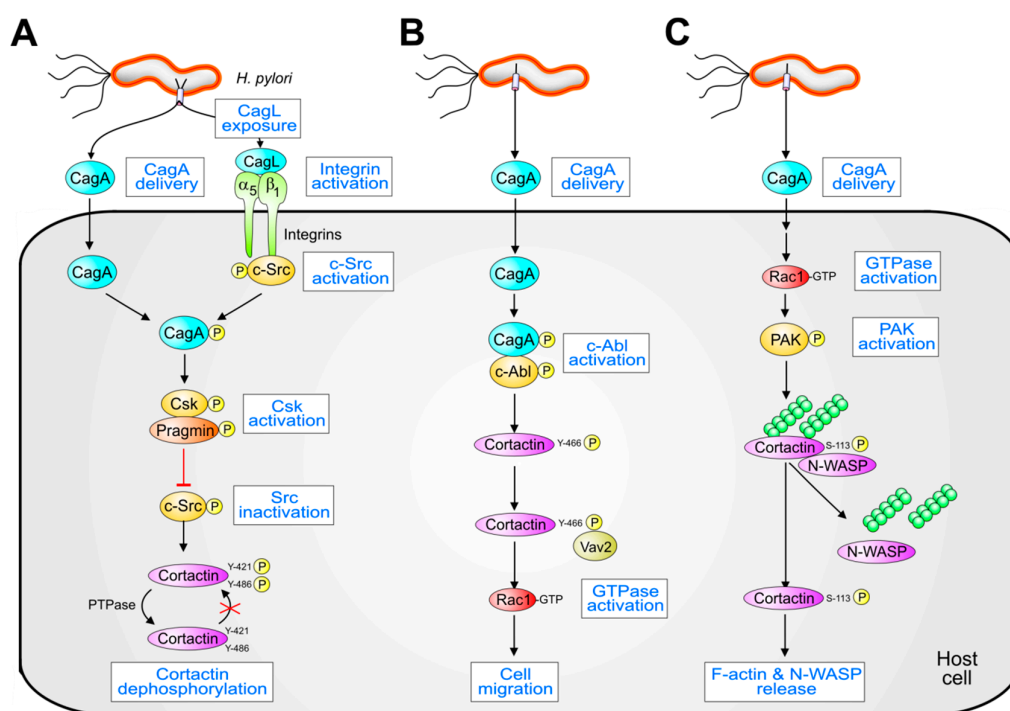 A
H. pylori
CagL
exposure
CagA
CagA
delivery
CagL
Integrin
activation
α5
β1
Integrins
CagA
P
c-Src
c-Src
activation
CagA
P
Csk
P
Pragmin
P
Csk
activation
c-Src
P
Src
inactivation
Cortactin
Y-421
P
Y-486
P
PTPase
Cortactin
Y-421
Y-486
Cortactin
dephosphorylation
B
CagA
CagA
delivery
CagA
CagA
P
c-Abl
P
c-Abl
activation
Cortactin
Y-466
P
Cortactin
Y-466
P
Vav2
Rac1
-GTP
GTPase
activation
Cell
migration
C
CagA
CagA
delivery
Rac1
-GTP
GTPase
activation
PAK
P
PAK
activation
Cortactin
S-113
P
N-WASP
N-WASP
Cortactin
S-113
P
F-actin & N-WASP
release
Host
cell